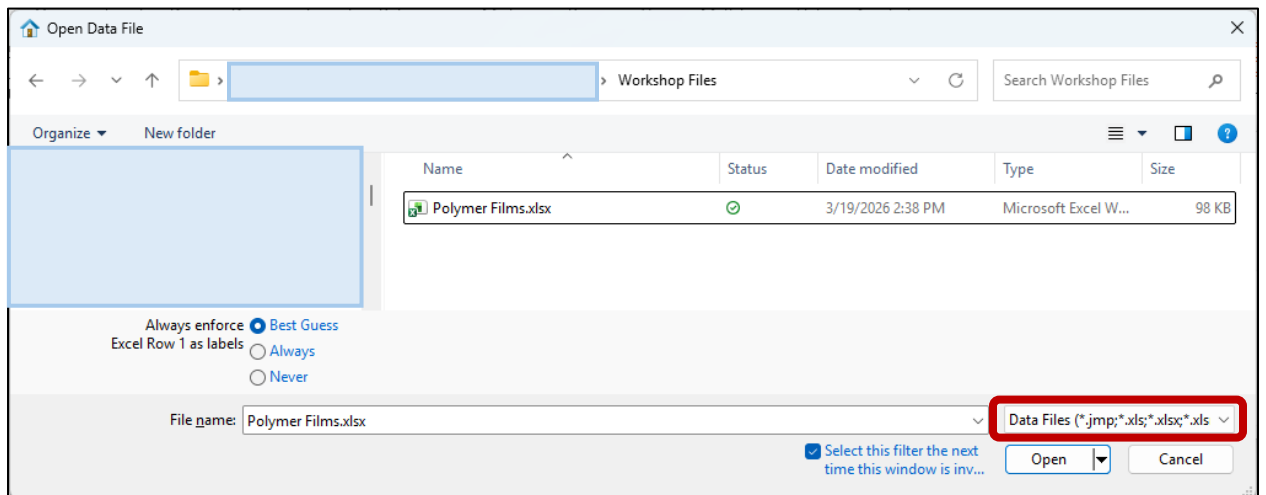 Open Data File
Workshop Files
Search Workshop Files
Organize
New folder
Name Status Date modified Type Size
Polymer Films.xlsx 3/19/2026 2:38 PM Microsoft Excel W... 98 KB
Always enforce
Excel Row 1 as labels
Best Guess
Always
Never
File name: Polymer Films.xlsx
Data Files (*.jmp;*.xls;*.xlsx;*.xls
Select this filter the next
time this window is inv...
Open
Cancel